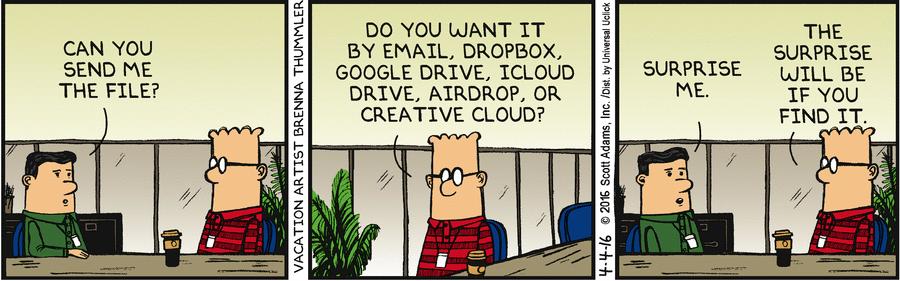 CAN YOU
SEND ME
THE FILE?
VACATION ARTIST BRENNA THUMMLER
DO YOU WANT IT
BY EMAIL, DROPBOX,
GOOGLE DRIVE, ICLOUD
DRIVE, AIRDROP, OR
CREATIVE CLOUD?
4-4-16 © 2016 Scott Adams, Inc. /Dist. by Universal Uclick
SURPRISE
ME.
THE
SURPRISE
WILL BE
IF YOU
FIND IT.